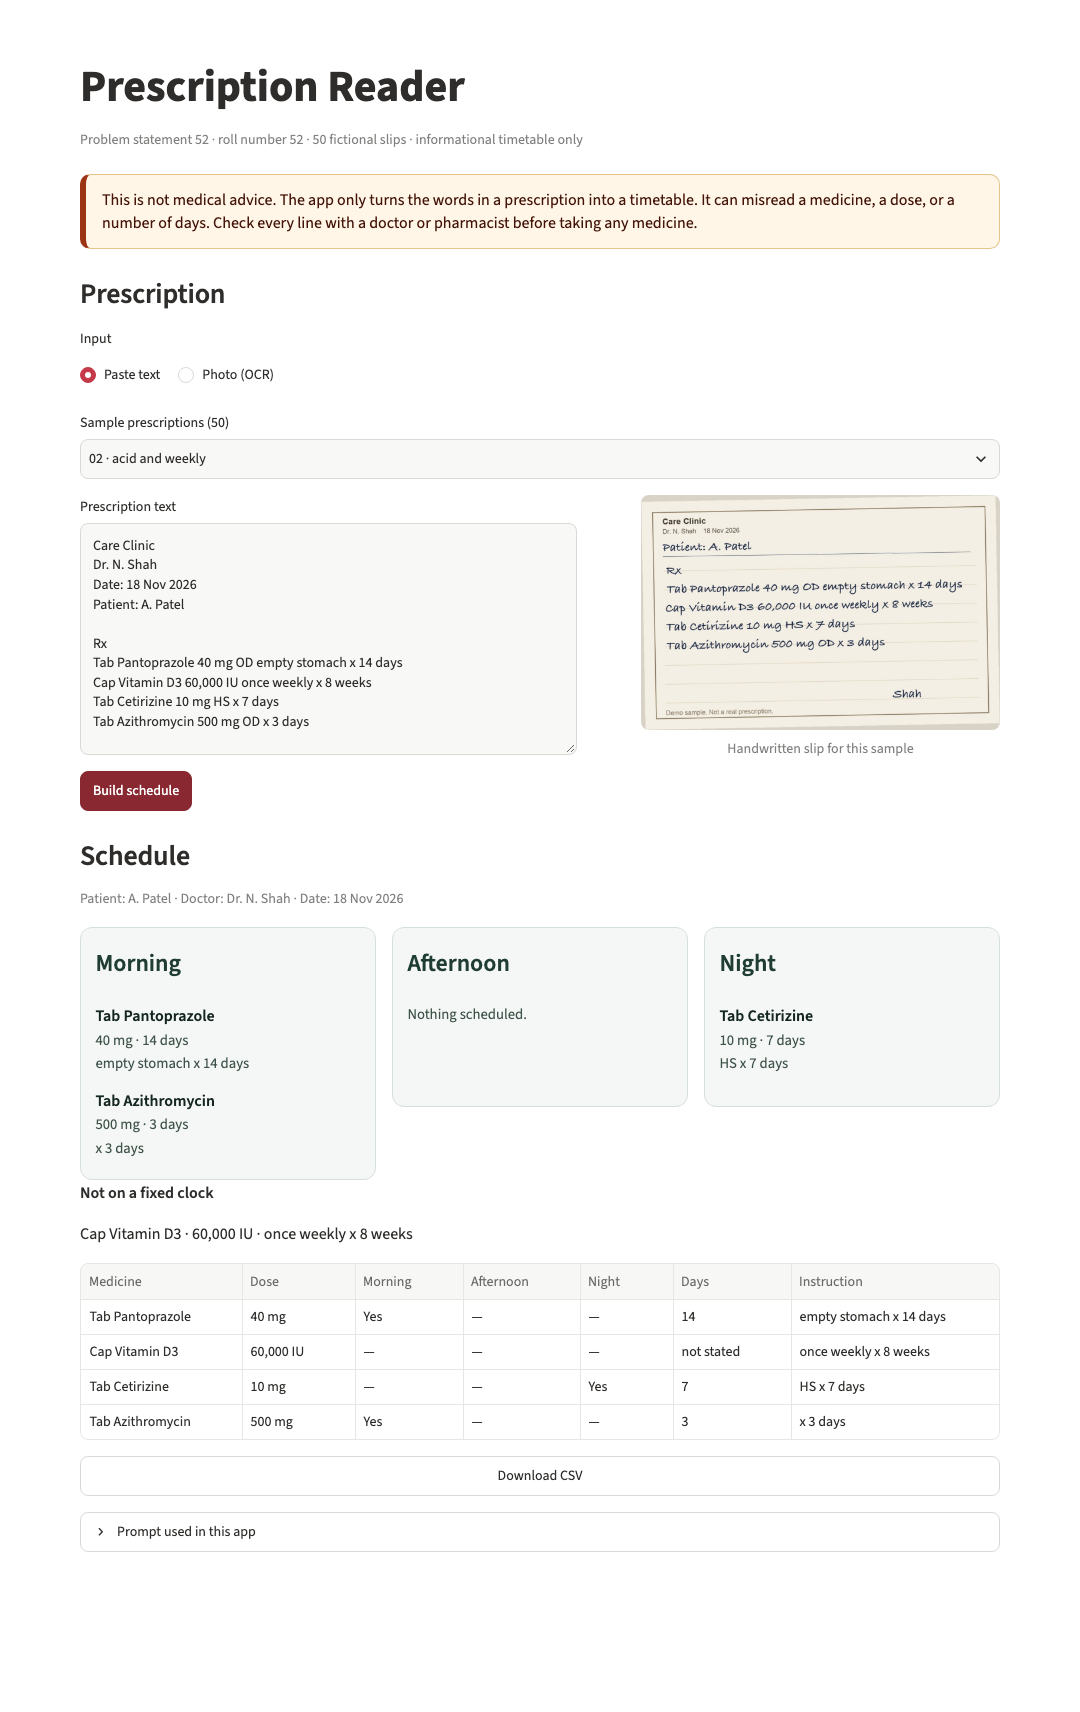 Prescription Reader
Problem statement 52 · roll number 52 · 50 fictional slips · informational timetable only
This is not medical advice. The app only turns the words in a prescription into a timetable. It can misread a medicine, a dose, or a
number of days. Check every line with a doctor or pharmacist before taking any medicine.
Prescription
Input
Paste text Photo (OCR)
Sample prescriptions (50)
02 · acid and weekly
Prescription text
Care Clinic
Dr. N. Shah
Date: 18 Nov 2026
Patient: A. Patel
Rx
Tab Pantoprazole 40 mg OD empty stomach x 14 days
Cap Vitamin D3 60,000 IU once weekly x 8 weeks
Tab Cetirizine 10 mg HS x 7 days
Tab Azithromycin 500 mg OD x 3 days
Care Clinic
Dr. N. Shah 18 Nov 2026
Patient: A. Patel
Rx
Tab Pantoprazole 40 mg OD empty stomach x 14 days
Cap Vitamin D3 60,000 IU once weekly x 8 weeks
Tab Cetirizine 10 mg HS x 7 days
Tab Azithromycin 500 mg OD x 3 days
Shah
Demo sample. Not a real prescription.
Handwritten slip for this sample
Build schedule
Schedule
Patient: A. Patel · Doctor: Dr. N. Shah · Date: 18 Nov 2026
Morning
Tab Pantoprazole
40 mg · 14 days
empty stomach x 14 days
Tab Azithromycin
500 mg · 3 days
x 3 days
Afternoon
Nothing scheduled.
Night
Tab Cetirizine
10 mg · 7 days
HS x 7 days
Not on a fixed clock
Cap Vitamin D3 · 60,000 IU · once weekly x 8 weeks
Medicine Dose Morning Afternoon Night Days Instruction
Tab Pantoprazole 40 mg Yes — — 14 empty stomach x 14 days
Cap Vitamin D3 60,000 IU — — — not stated once weekly x 8 weeks
Tab Cetirizine 10 mg — — Yes 7 HS x 7 days
Tab Azithromycin 500 mg Yes — — 3 x 3 days
Download CSV
Prompt used in this app